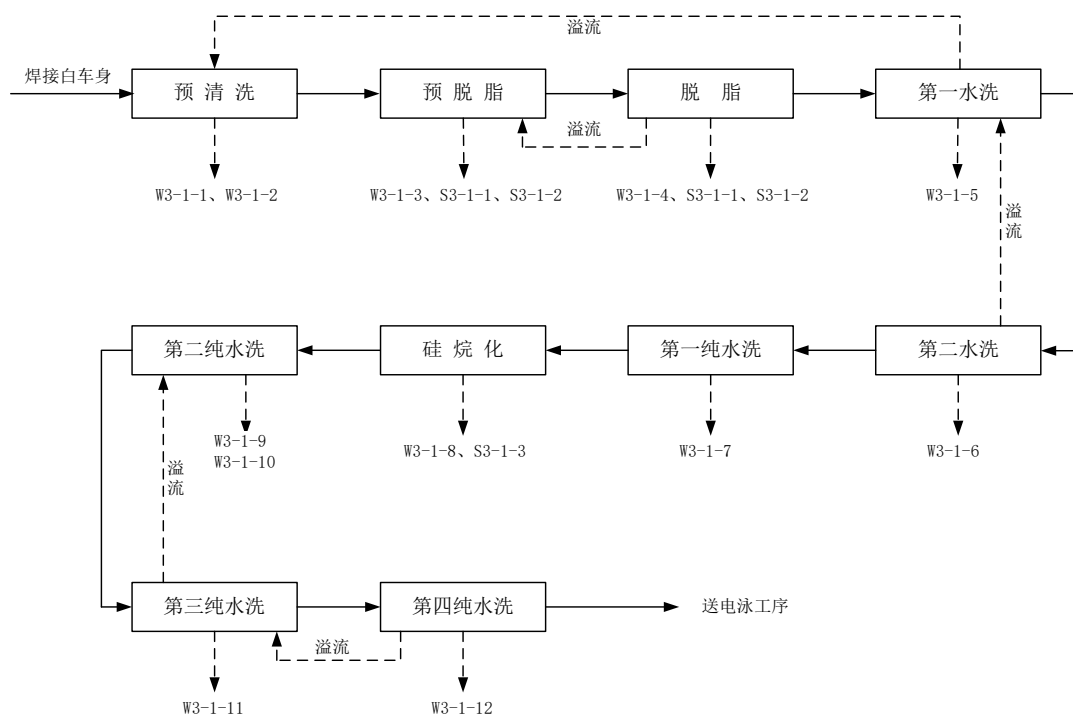 溢流
焊接白车身
预 清 洗
预 脱 脂
脱 脂
第一水洗
溢流
W3-1-1、W3-1-2
W3-1-3、S3-1-1、S3-1-2
W3-1-4、S3-1-1、S3-1-2
W3-1-5
溢流
第二纯水洗
硅 烷 化
第一纯水洗
第二水洗
W3-1-9
W3-1-10
W3-1-8、S3-1-3
W3-1-7
W3-1-6
溢流
第三纯水洗
第四纯水洗
送电泳工序
溢流
W3-1-11
W3-1-12